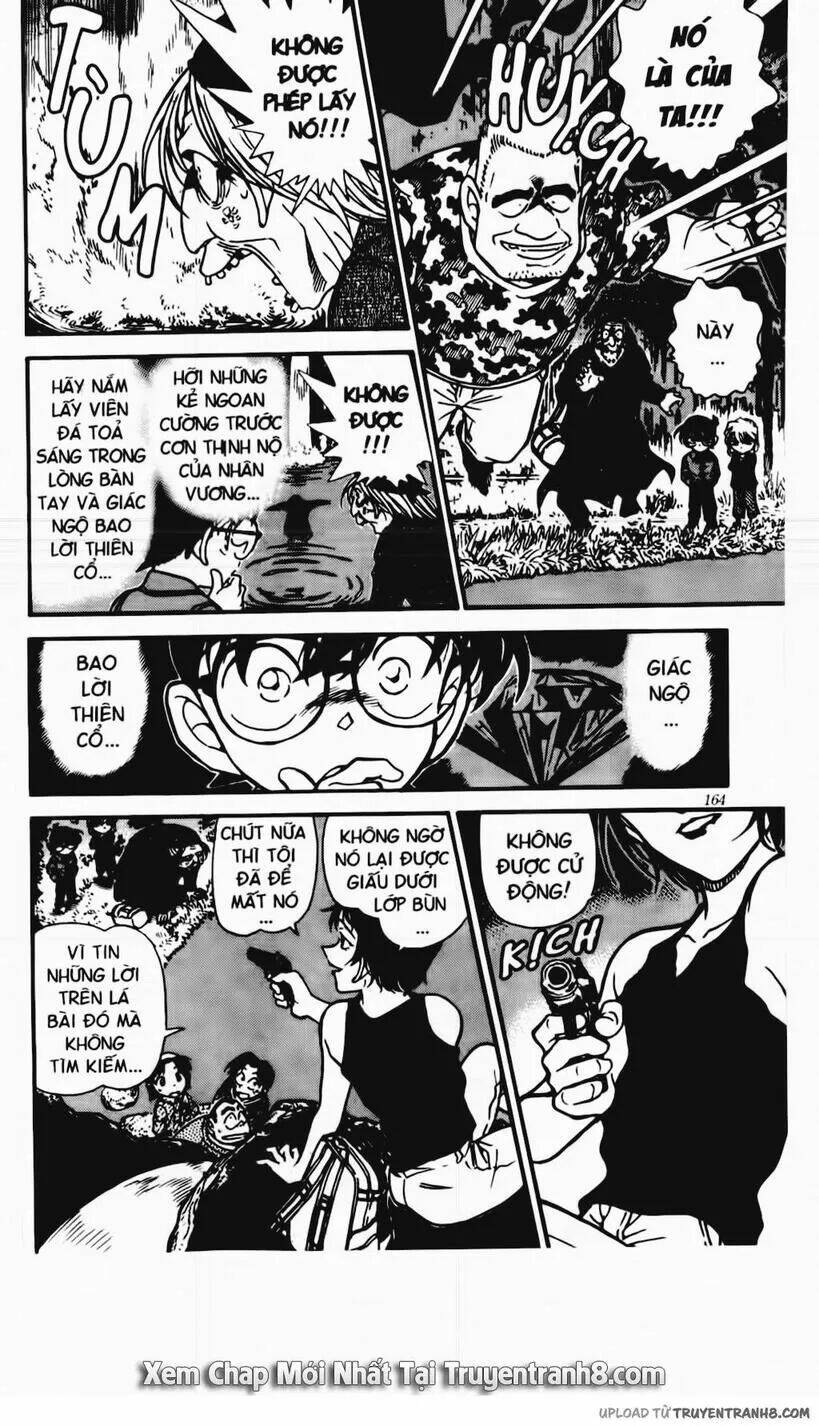 NÓ
LÀ CỦA
TA!!!
HUỴCH
NÀY
...
KHÔNG
ĐƯỢC
PHÉP LẤY
NÓ!!!
TÙM
KHÔNG
ĐƯỢC
!!!
HỠI NHỮNG
KẺ NGOAN
CƯỜNG TRƯỚC
CƠN THỊNH NỘ
CỦA NHÂN
VƯƠNG...
HÃY NẮM
LẤY VIÊN
ĐÁ TOẢ
SÁNG TRONG
LÒNG BÀN
TAY VÀ GIÁC
NGỘ BAO
LỜI THIÊN
CỔ...
GIÁC
NGỘ
...
BAO
LỜI
THIÊN
CỔ...
164
KHÔNG
ĐƯỢC CỬ
ĐỘNG!
KỊCH
KHÔNG NGỜ
NÓ LẠI ĐƯỢC
GIẤU DƯỚI
LỚP BÙN
...
CHÚT NỮA
THÌ TÔI
ĐÃ ĐỂ
MẤT NÓ
...
VÌ TIN
NHỮNG LỜI
TRÊN LÁ
BÀI ĐÓ MÀ
KHÔNG
TÌM KIẾM...
Xem Chap Mới Nhất Tại Truyentranh8.com
UPLOAD TỪ TRUYENTRANH8.COM